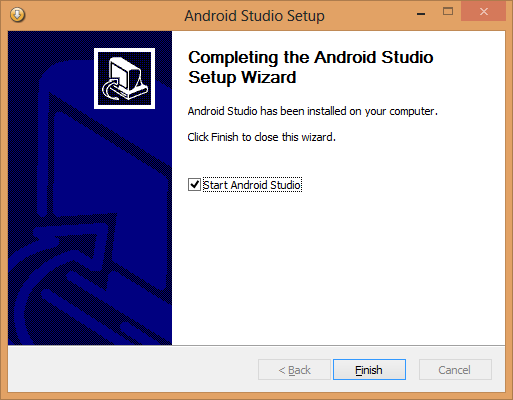 Android Studio Setup
Completing the Android Studio
Setup Wizard
Android Studio has been installed on your computer.
Click Finish to close this wizard.
Start Android Studio
< Back
Finish
Cancel